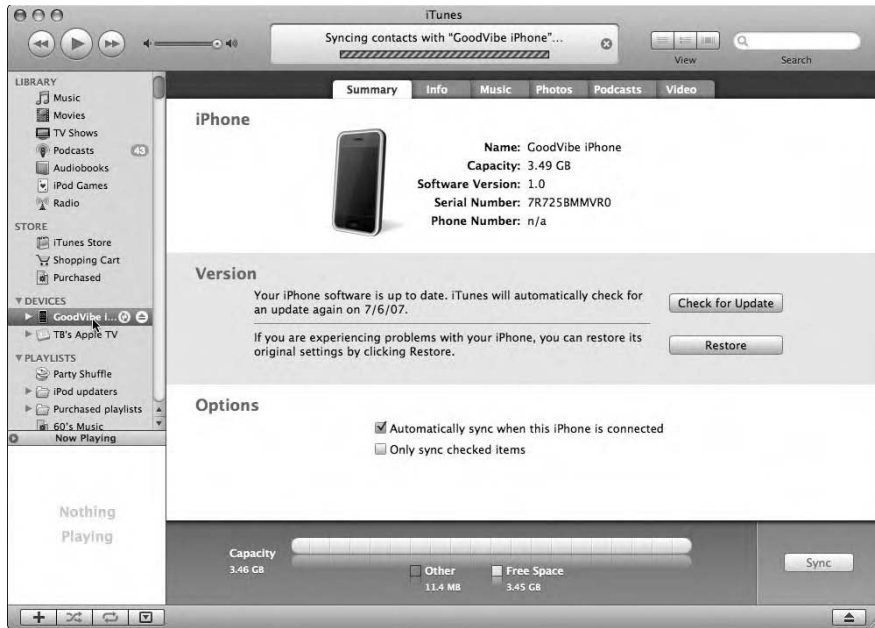 iTunes
Syncing contacts with "GoodVibe iPhone"...
View
Search
LIBRARY
Music
Movies
TV Shows
Podcasts 43
Audiobooks
iPod Games
Radio
STORE
iTunes Store
Shopping Cart
Purchased
DEVICES
GoodVibe i...
TB's Apple TV
PLAYLISTS
Party Shuffle
iPod updaters
Purchased playlists
60's Music
Now Playing
Nothing
Playing
Summary Info Music Photos Podcasts Video
iPhone
Name: GoodVibe iPhone
Capacity: 3.49 GB
Software Version: 1.0
Serial Number: 7R725BMMVR0
Phone Number: n/a
Version
Your iPhone software is up to date. iTunes will automatically check for
an update again on 7/6/07.
Check for Update
If you are experiencing problems with your iPhone, you can restore its
original settings by clicking Restore.
Restore
Options
Automatically sync when this iPhone is connected
Only sync checked items
Capacity
3.46 GB
Other
11.4 MB
Free Space
3.45 GB
Sync